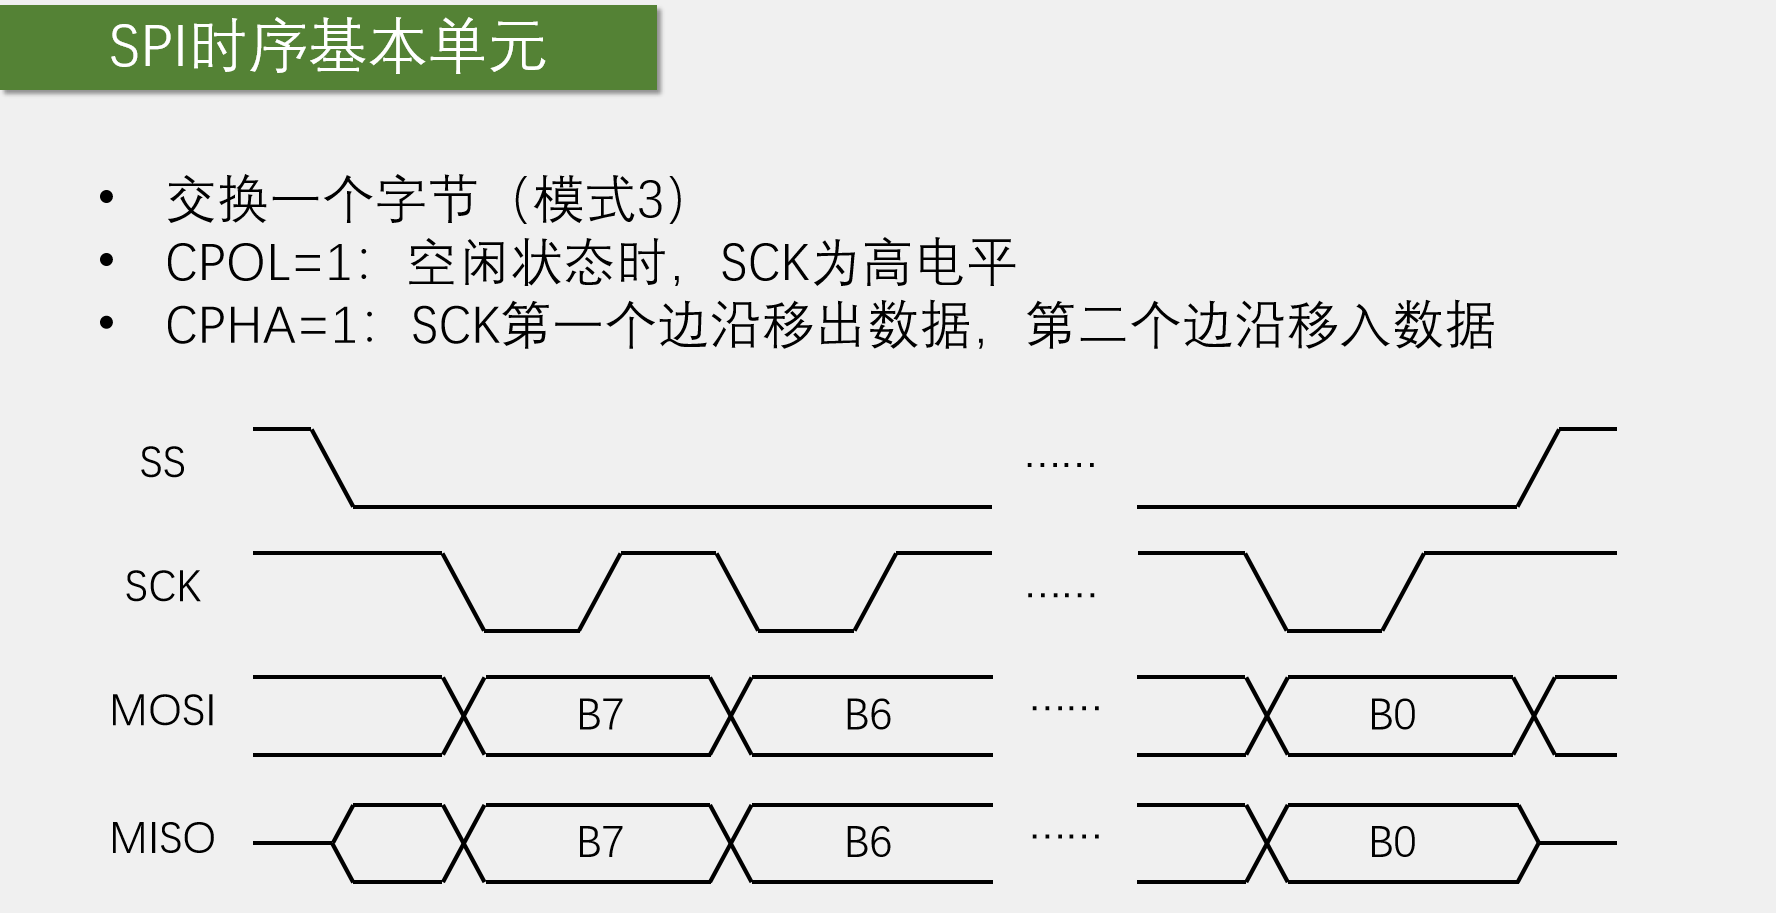 SPI时序基本单元
• 交换一个字节（模式3）
• CPOL=1：空闲状态时，SCK为高电平
• CPHA=1：SCK第一个边沿移出数据，第二个边沿移入数据
SS ……
SCK ……
MOSI B7 B6 …… B0
MISO B7 B6 …… B0